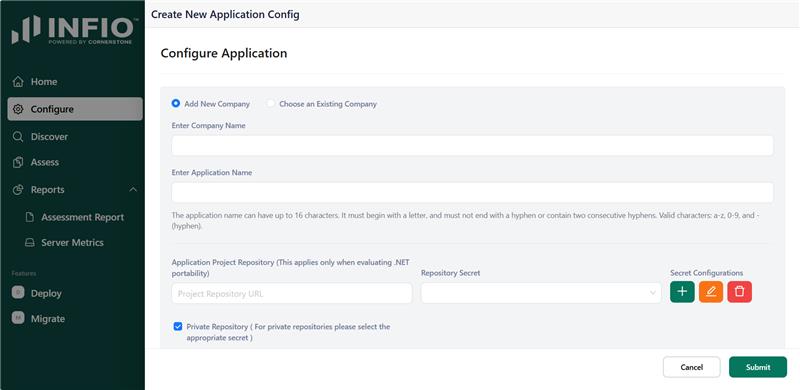 INFIO™
POWERED BY CORNERSTONE
Home
Configure
Discover
Assess
Reports
Assessment Report
Server Metrics
Features
D Deploy
M Migrate
Create New Application Config
Configure Application
Add New Company Choose an Existing Company
Enter Company Name
Enter Application Name
The application name can have up to 16 characters. It must begin with a letter, and must not end with a hyphen or contain two consecutive hyphens. Valid characters: a-z, 0-9, and -
(hyphen).
Application Project Repository (This applies only when evaluating .NET
portability)
Project Repository URL
Repository Secret
Secret Configurations
Private Repository ( For private repositories please select the
appropriate secret )
Cancel
Submit